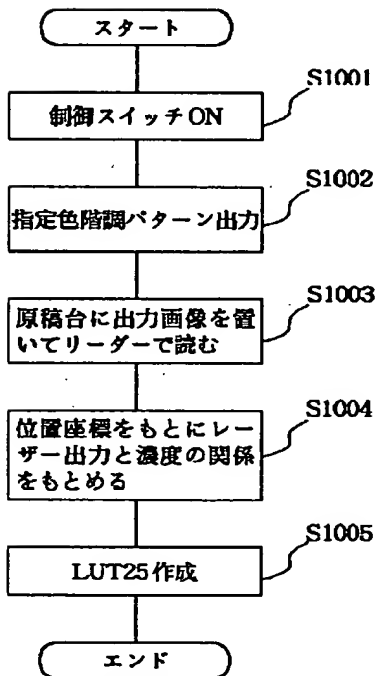 スタート
S1001
制御スイッチON
S1002
指定色階調パターン出力
S1003
原稿台に出力画像を置
いてリーダーで読む
S1004
位置座標をもとにレー
ザー出力と濃度の関係
をもとめる
S1005
LUT25作成
エンド